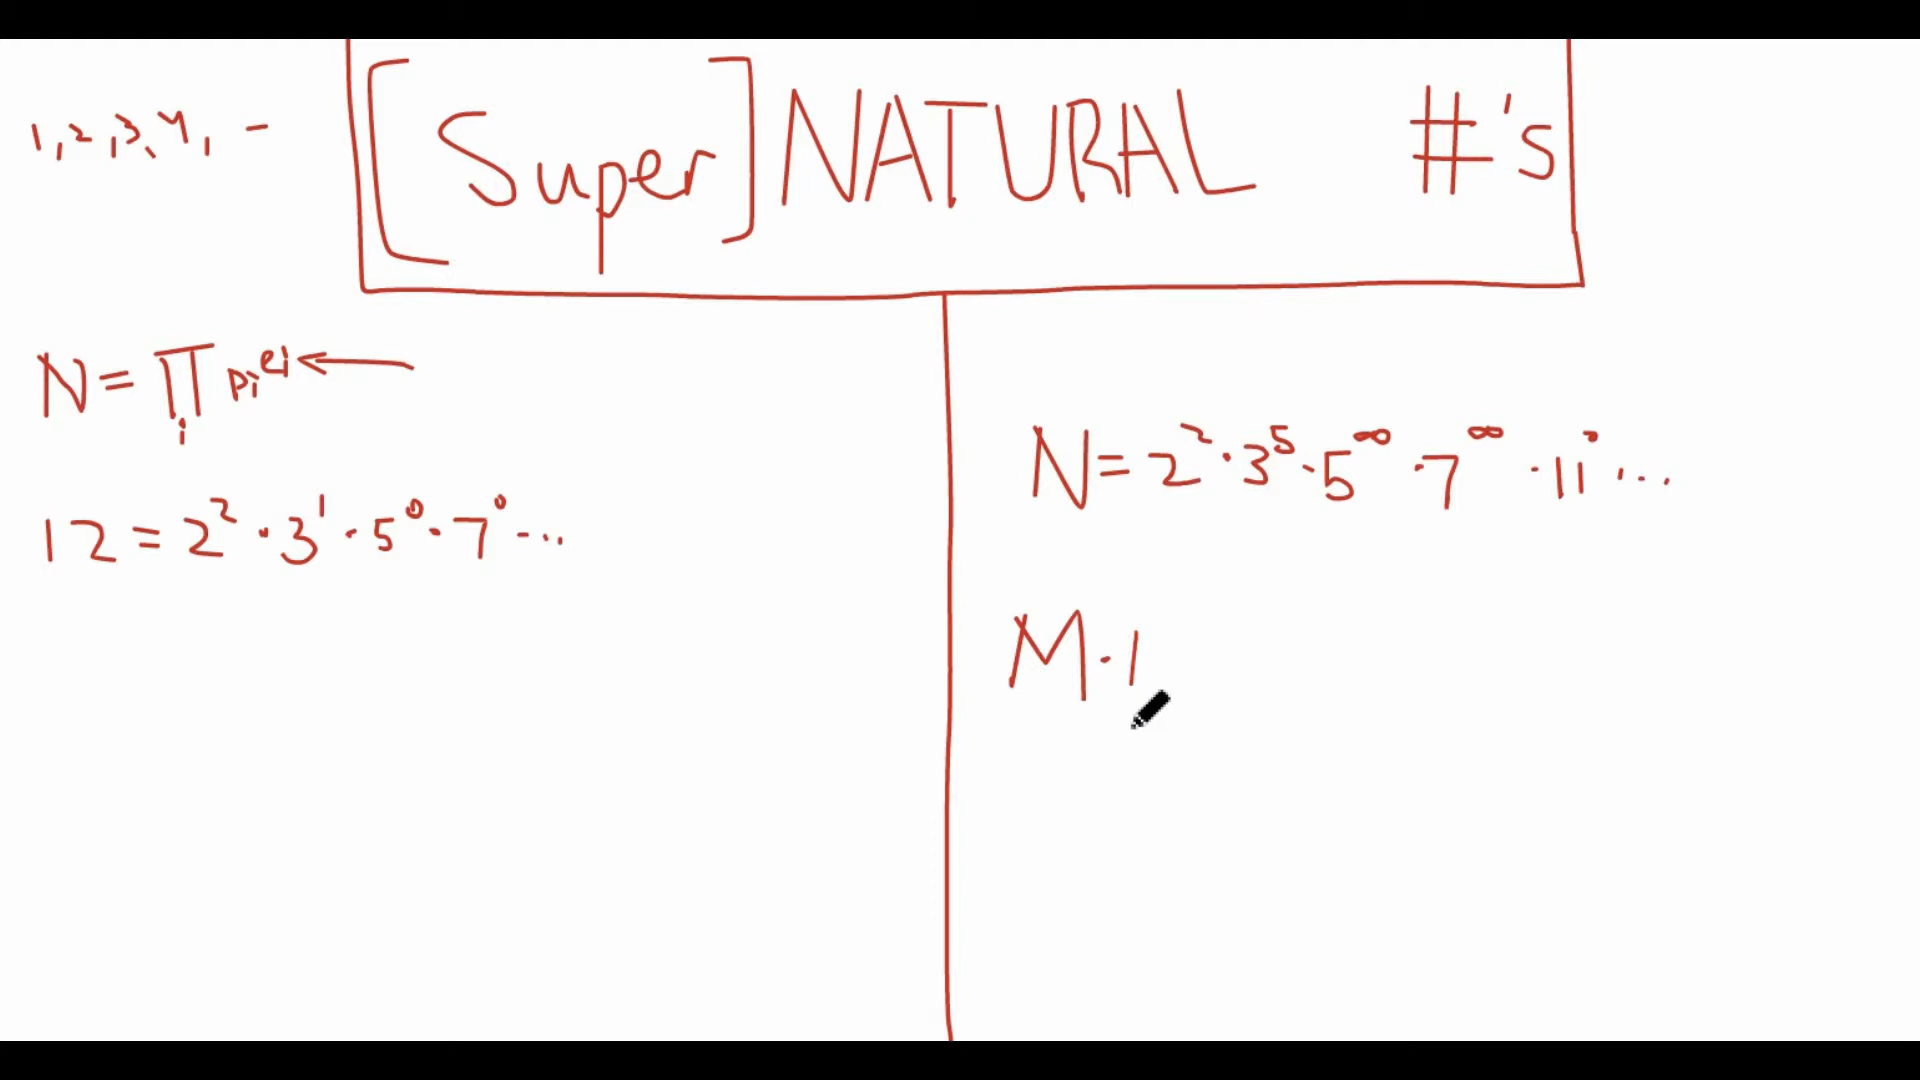 1, 2, 3, 4, -
[Super] NATURAL #'s
N = ∏ᵢ pᵢ^eᵢ ←
12 = 2² · 3¹ · 5⁰ · 7⁰ ...
N = 2² · 3⁵ · 5^∞ · 7^∞ · 11⁰ ...
M · 1